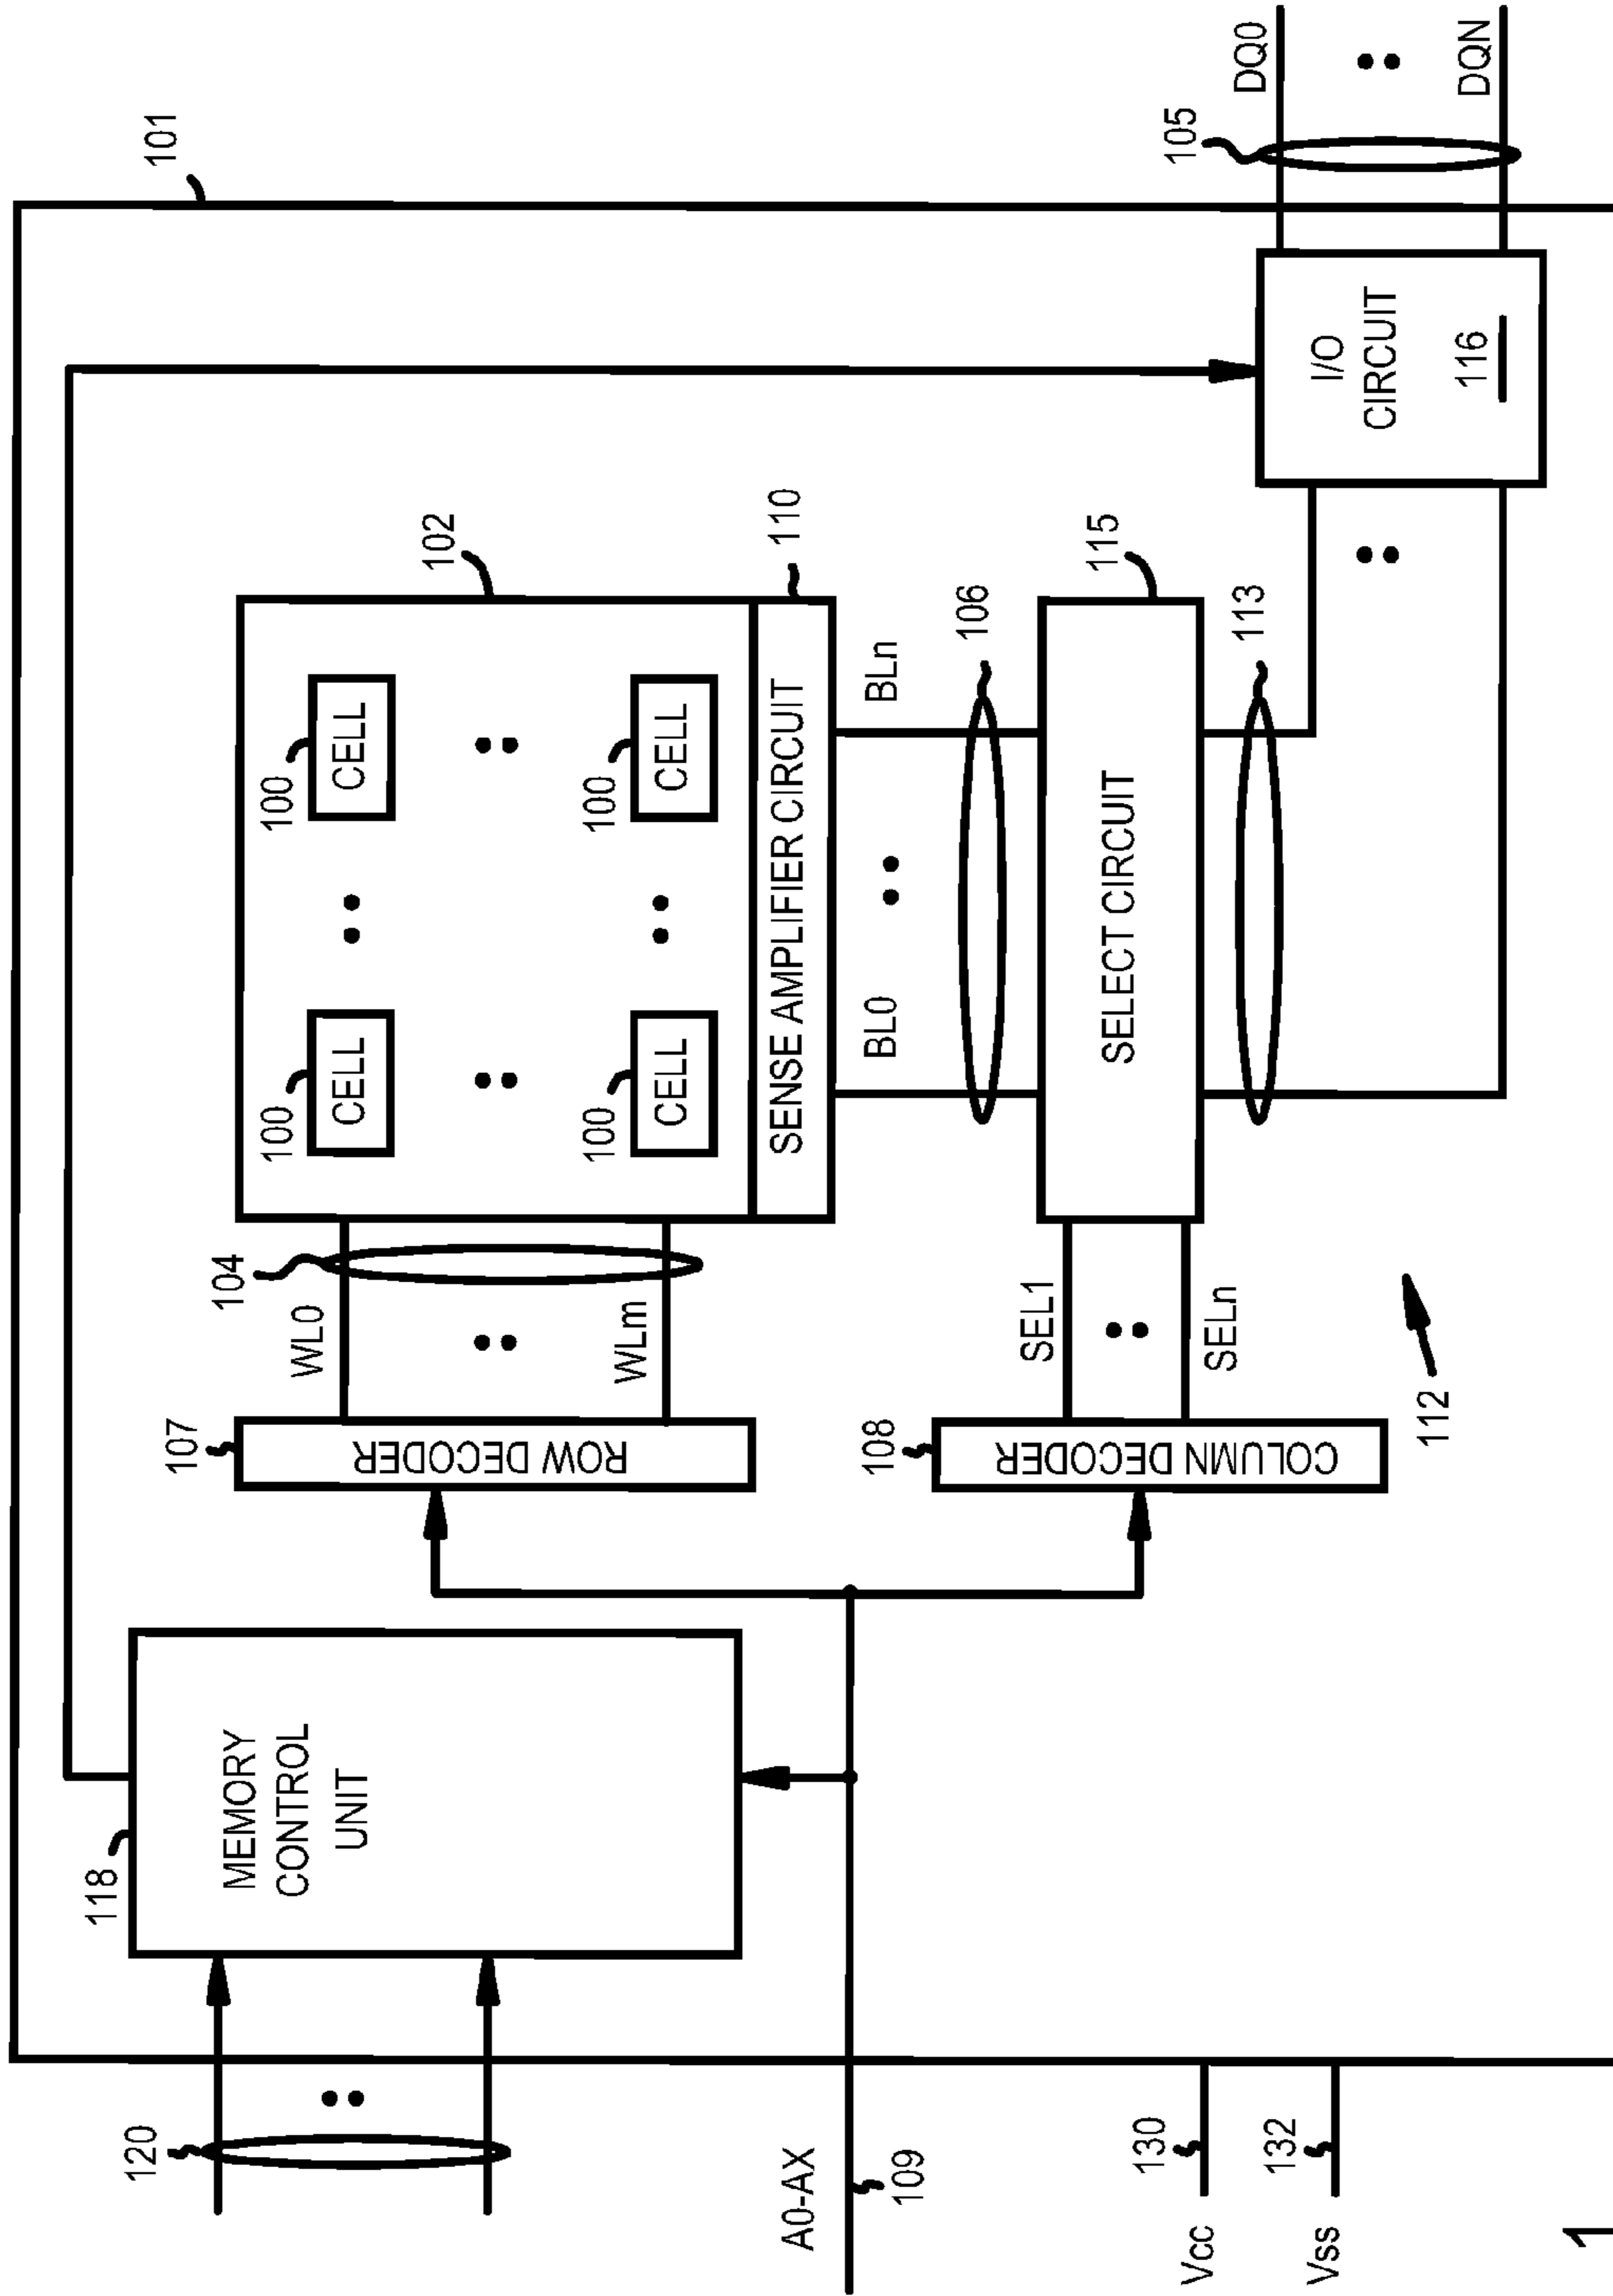 101
118
MEMORY
CONTROL
UNIT
120
107
ROW DECODER
104
WL0
WLm
102
100
CELL
100
CELL
100
CELL
100
CELL
SENSE AMPLIFIER CIRCUIT
110
BL0
BLn
106
A0-AX
109
108
COLUMN DECODER
SEL1
SELn
SELECT CIRCUIT
115
113
112
I/O
CIRCUIT
116
105
DQ0
DQN
Vcc
130
Vss
132
1